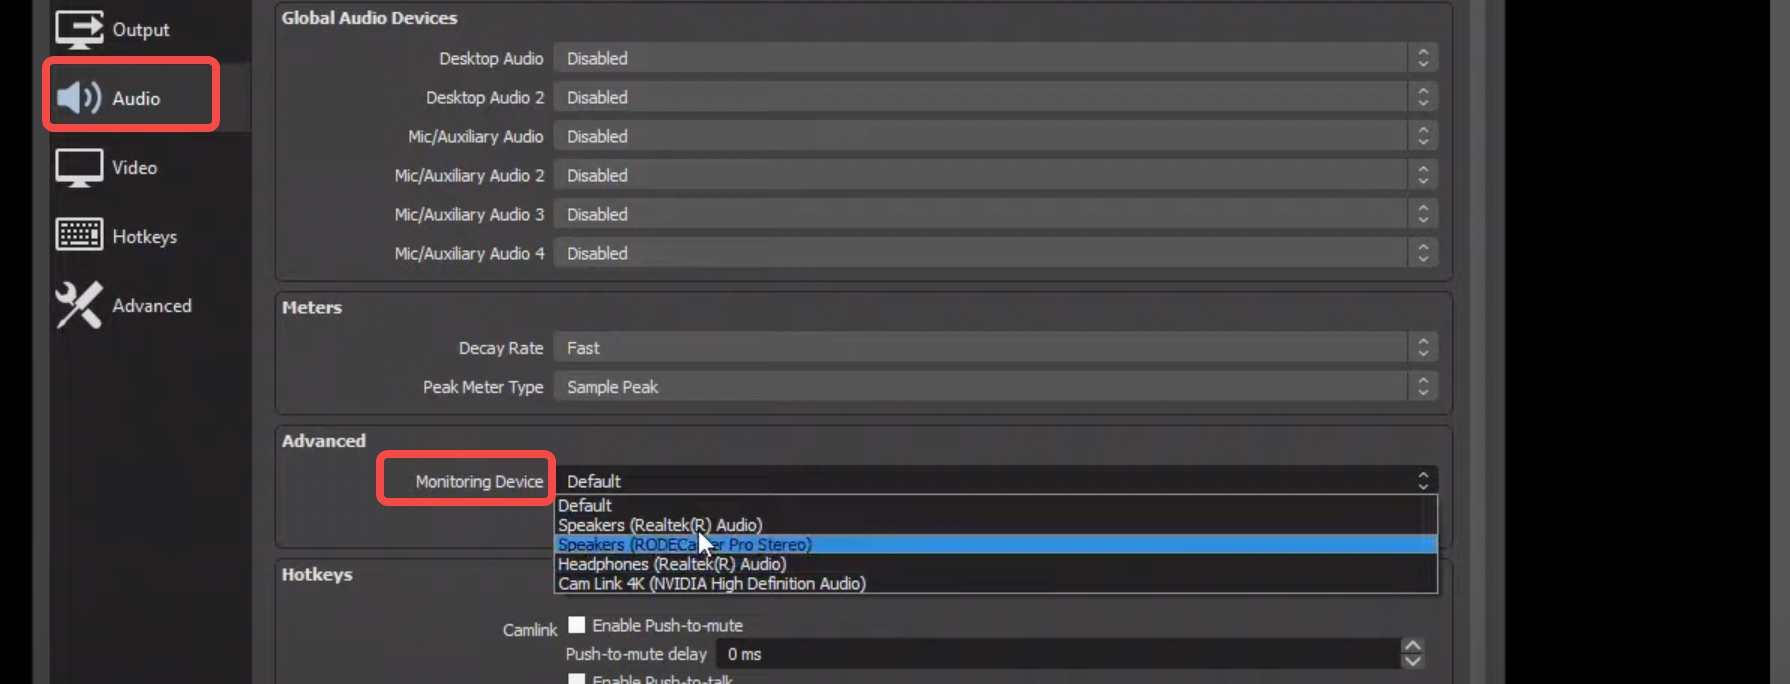 Output
Audio
Video
Hotkeys
Advanced
Global Audio Devices
Desktop Audio Disabled
Desktop Audio 2 Disabled
Mic/Auxiliary Audio Disabled
Mic/Auxiliary Audio 2 Disabled
Mic/Auxiliary Audio 3 Disabled
Mic/Auxiliary Audio 4 Disabled
Meters
Decay Rate Fast
Peak Meter Type Sample Peak
Advanced
Monitoring Device Default
Default
Speakers (Realtek(R) Audio)
Speakers Pro Stereo)
Headphones (Realtek(R) Audio)
Cam Link 4K (NVIDIA High Definition Audio)
Hotkeys
Camlink Enable Push-to-mute
Push-to-mute delay 0 ms
Enable Push-to-talk